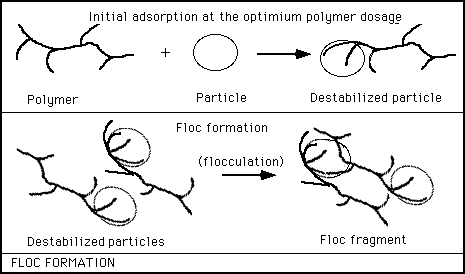 Initial adsorption at the optimium polymer dosage
+
Polymer
Particle
Destabilized particle
Floc formation
(flocculation)
Destabilized particles
Floc fragment
FLOC FORMATION